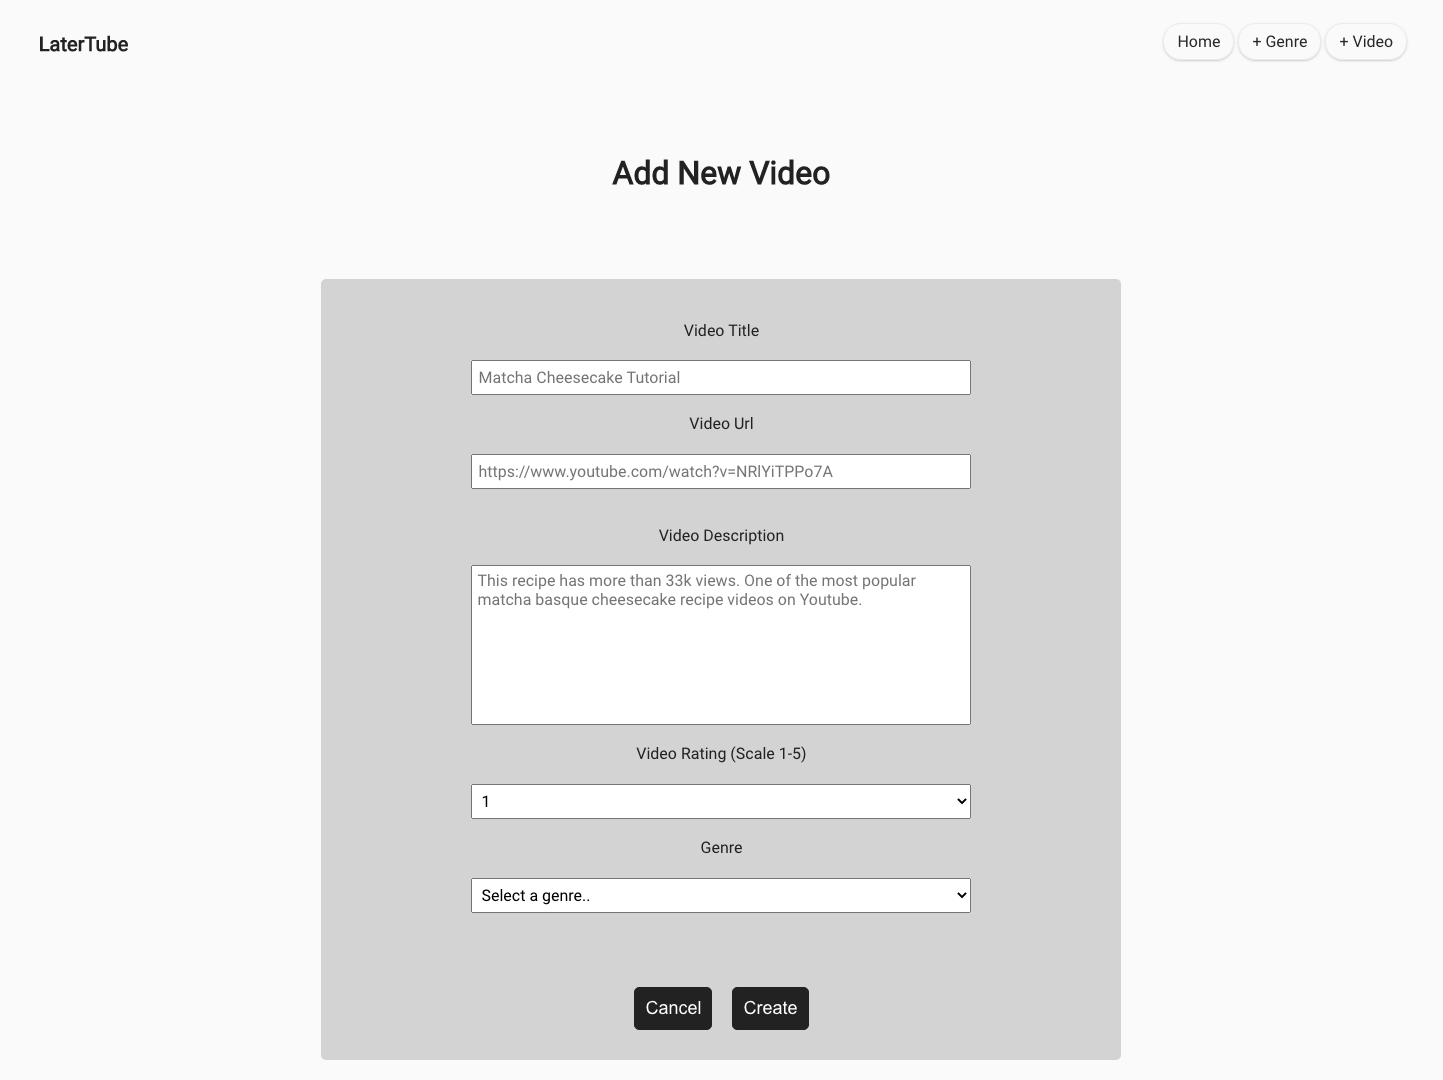 LaterTube
Home
+ Genre
+ Video
Add New Video
Video Title
Matcha Cheesecake Tutorial
Video Url
https://www.youtube.com/watch?v=NRlYiTPPo7A
Video Description
This recipe has more than 33k views. One of the most popular
matcha basque cheesecake recipe videos on Youtube.
Video Rating (Scale 1-5)
1
Genre
Select a genre..
Cancel
Create